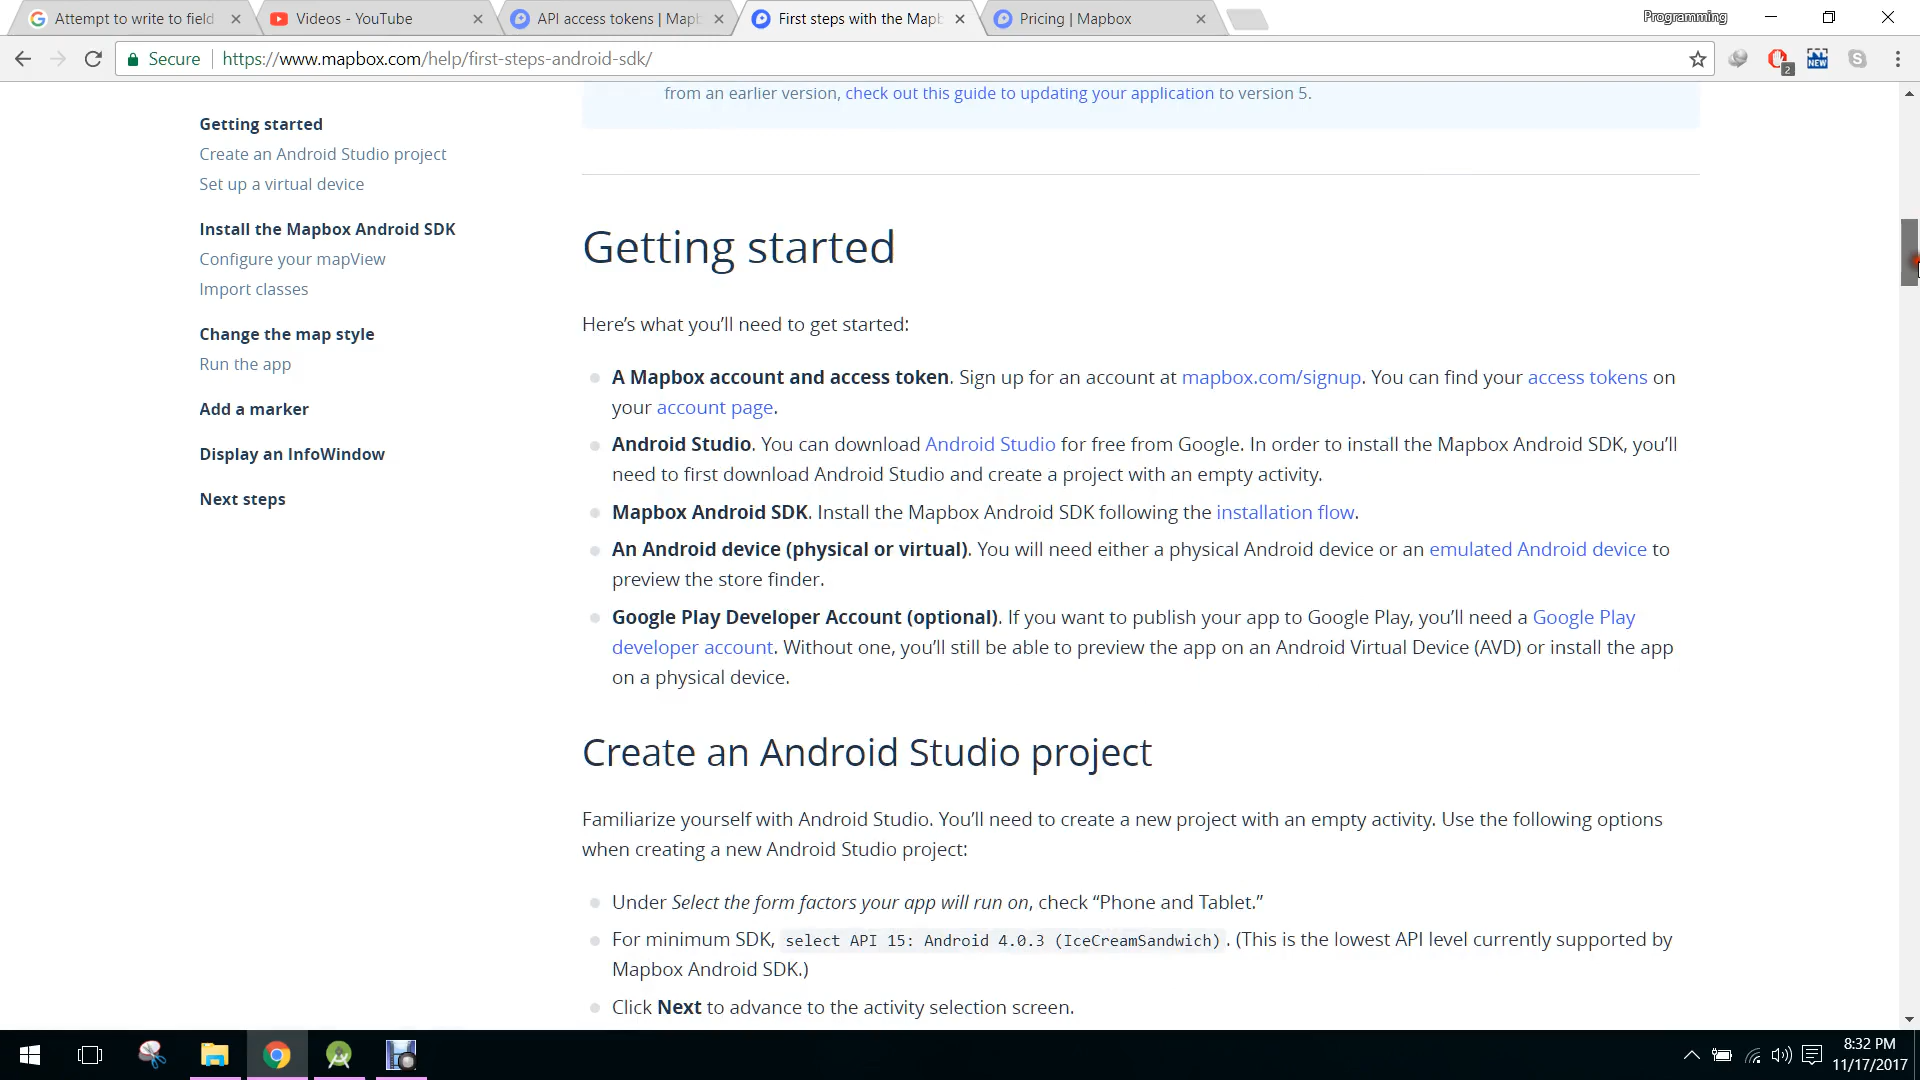 Attempt to write to field
Videos - YouTube
API access tokens | Mapb
First steps with the Mapb
Pricing | Mapbox
Programming
Secure
https://www.mapbox.com/help/first-steps-android-sdk/
2
NEW
from an earlier version, check out this guide to updating your application to version 5.
Getting started
Create an Android Studio project
Set up a virtual device
Install the Mapbox Android SDK
Configure your mapView
Import classes
Change the map style
Run the app
Add a marker
Display an InfoWindow
Next steps
Getting started
Here’s what you’ll need to get started:
A Mapbox account and access token. Sign up for an account at mapbox.com/signup. You can find your access tokens on
your account page.
Android Studio. You can download Android Studio for free from Google. In order to install the Mapbox Android SDK, you’ll
need to first download Android Studio and create a project with an empty activity.
Mapbox Android SDK. Install the Mapbox Android SDK following the installation flow.
An Android device (physical or virtual). You will need either a physical Android device or an emulated Android device to
preview the store finder.
Google Play Developer Account (optional). If you want to publish your app to Google Play, you’ll need a Google Play
developer account. Without one, you’ll still be able to preview the app on an Android Virtual Device (AVD) or install the app
on a physical device.
Create an Android Studio project
Familiarize yourself with Android Studio. You’ll need to create a new project with an empty activity. Use the following options
when creating a new Android Studio project:
Under Select the form factors your app will run on, check “Phone and Tablet.”
For minimum SDK, select API 15: Android 4.0.3 (IceCreamSandwich). (This is the lowest API level currently supported by
Mapbox Android SDK.)
Click Next to advance to the activity selection screen.
8:32 PM
11/17/2017